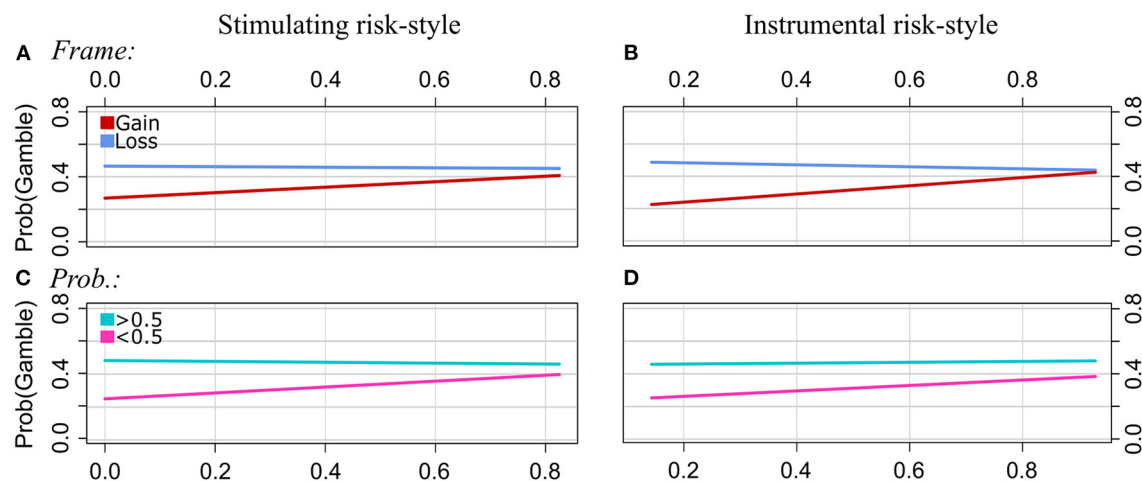 Stimulating risk-style Instrumental risk-style
A Frame: B
0.0 0.2 0.4 0.6 0.8 0.2 0.4 0.6 0.8
Prob(Gamble)
0.0 0.4 0.8
Gain
Loss
0.0 0.4 0.8
C Prob.: D
Prob(Gamble)
0.0 0.4 0.8
>0.5
<0.5
0.0 0.4 0.8
0.0 0.2 0.4 0.6 0.8 0.2 0.4 0.6 0.8